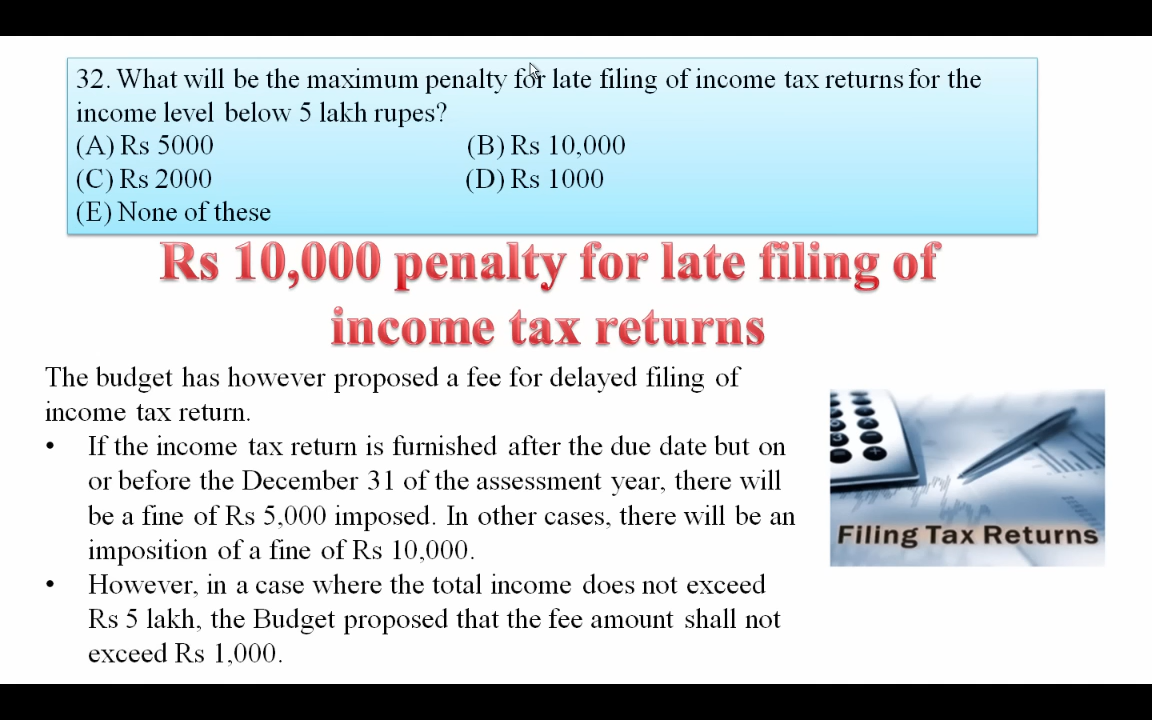 32. What will be the maximum penalty for late filing of income tax returns for the
income level below 5 lakh rupes?
(A) Rs 5000 (B) Rs 10,000
(C) Rs 2000 (D) Rs 1000
(E) None of these
Rs 10,000 penalty for late filing of
income tax returns
The budget has however proposed a fee for delayed filing of
income tax return.
• If the income tax return is furnished after the due date but on
or before the December 31 of the assessment year, there will
be a fine of Rs 5,000 imposed. In other cases, there will be an
imposition of a fine of Rs 10,000.
• However, in a case where the total income does not exceed
Rs 5 lakh, the Budget proposed that the fee amount shall not
exceed Rs 1,000.
Filing Tax Returns